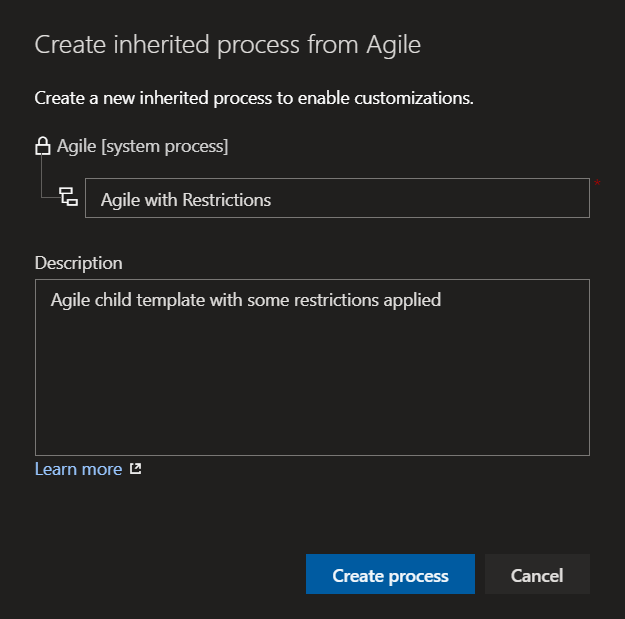 Create inherited process from Agile
Create a new inherited process to enable customizations.
Agile [system process]
Agile with Restrictions
*
Description
Agile child template with some restrictions applied
Learn more
Create process
Cancel